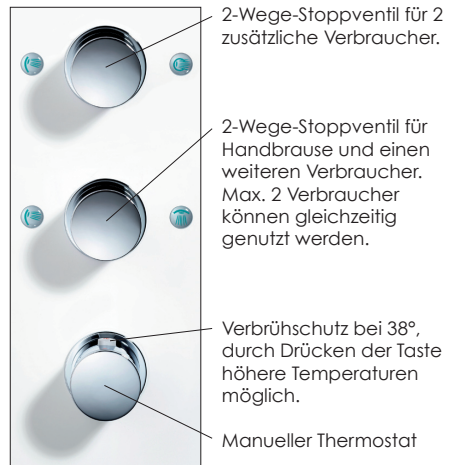 2-Wege-Stoppventil für 2
zusätzliche Verbraucher.
2-Wege-Stoppventil für
Handbrause und einen
weiteren Verbraucher.
Max. 2 Verbraucher
können gleichzeitig
genutzt werden.
Verbrühschutz bei 38°,
durch Drücken der Taste
höhere Temperaturen
möglich.
Manueller Thermostat